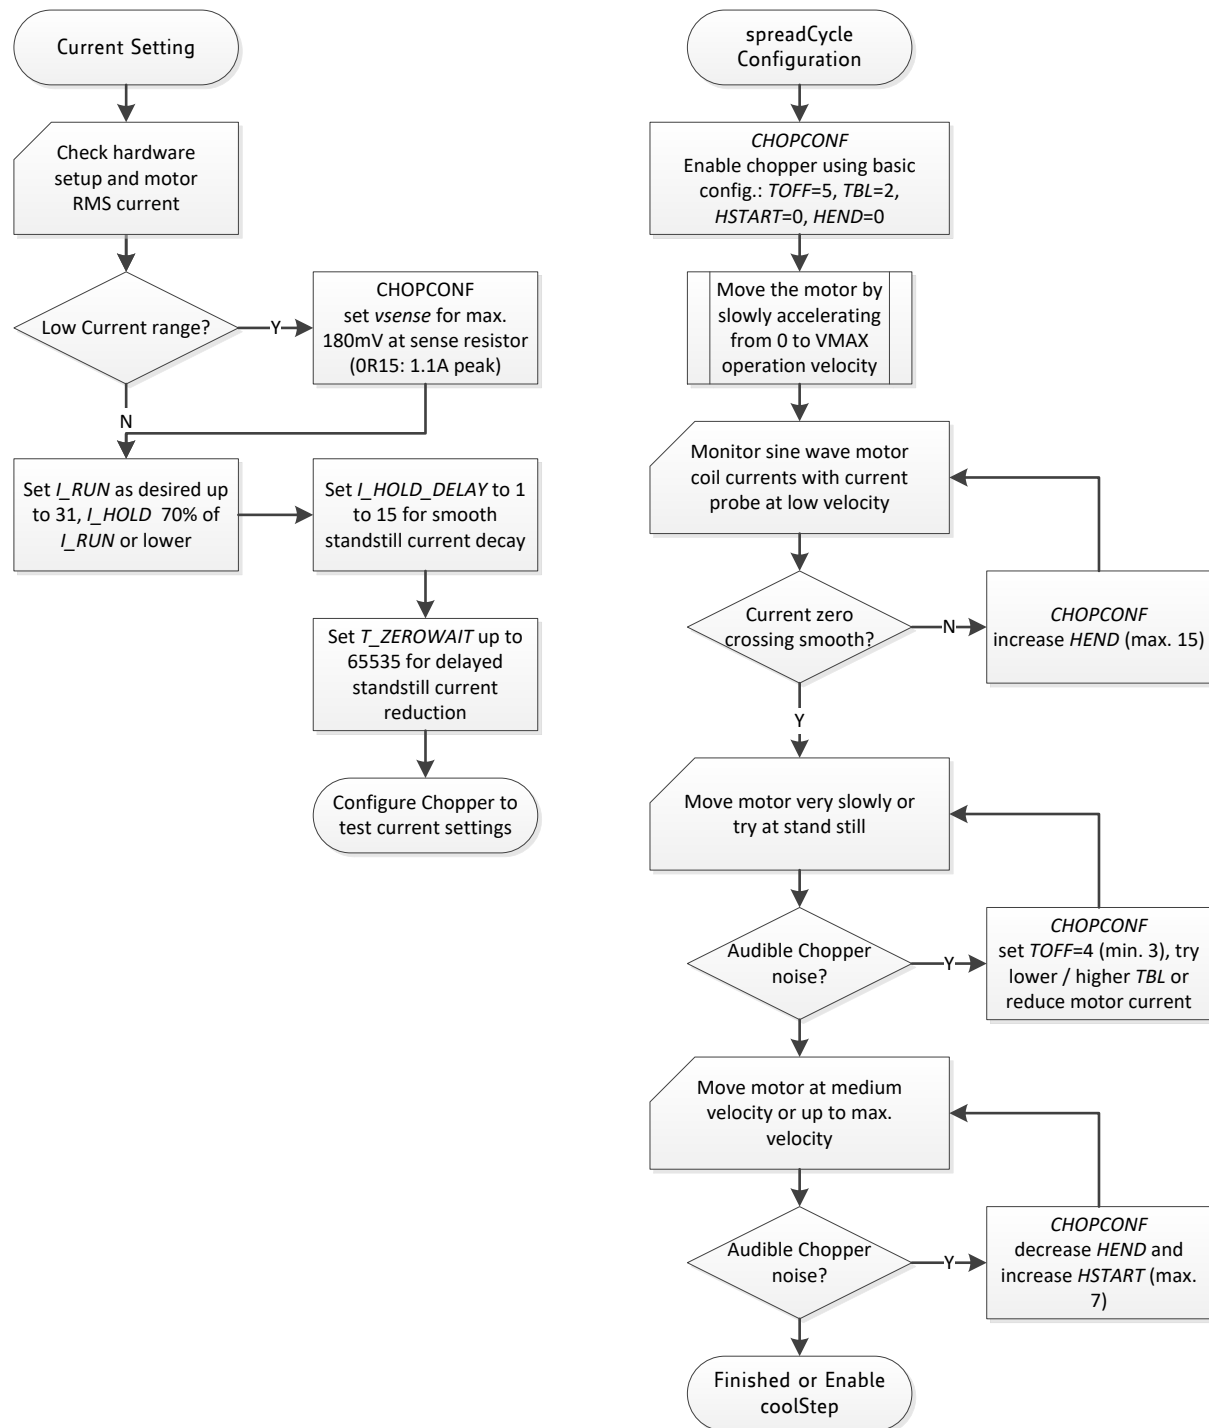 Current Setting
Check hardware
setup and motor
RMS current
Low Current range?
Y
CHOPCONF
set vsense for max.
180mV at sense resistor
(0R15: 1.1A peak)
N
Set I_RUN as desired up
to 31, I_HOLD 70% of
I_RUN or lower
Set I_HOLD_DELAY to 1
to 15 for smooth
standstill current decay
Set T_ZEROWAIT up to
65535 for delayed
standstill current
reduction
Configure Chopper to
test current settings
spreadCycle
Configuration
CHOPCONF
Enable chopper using basic
config.: TOFF=5, TBL=2,
HSTART=0, HEND=0
Move the motor by
slowly accelerating
from 0 to VMAX
operation velocity
Monitor sine wave motor
coil currents with current
probe at low velocity
Current zero
crossing smooth?
N
CHOPCONF
increase HEND (max. 15)
Y
Move motor very slowly or
try at stand still
Audible Chopper
noise?
Y
CHOPCONF
set TOFF=4 (min. 3), try
lower / higher TBL or
reduce motor current
Move motor at medium
velocity or up to max.
velocity
Audible Chopper
noise?
Y
CHOPCONF
decrease HEND and
increase HSTART (max.
7)
Finished or Enable
coolStep